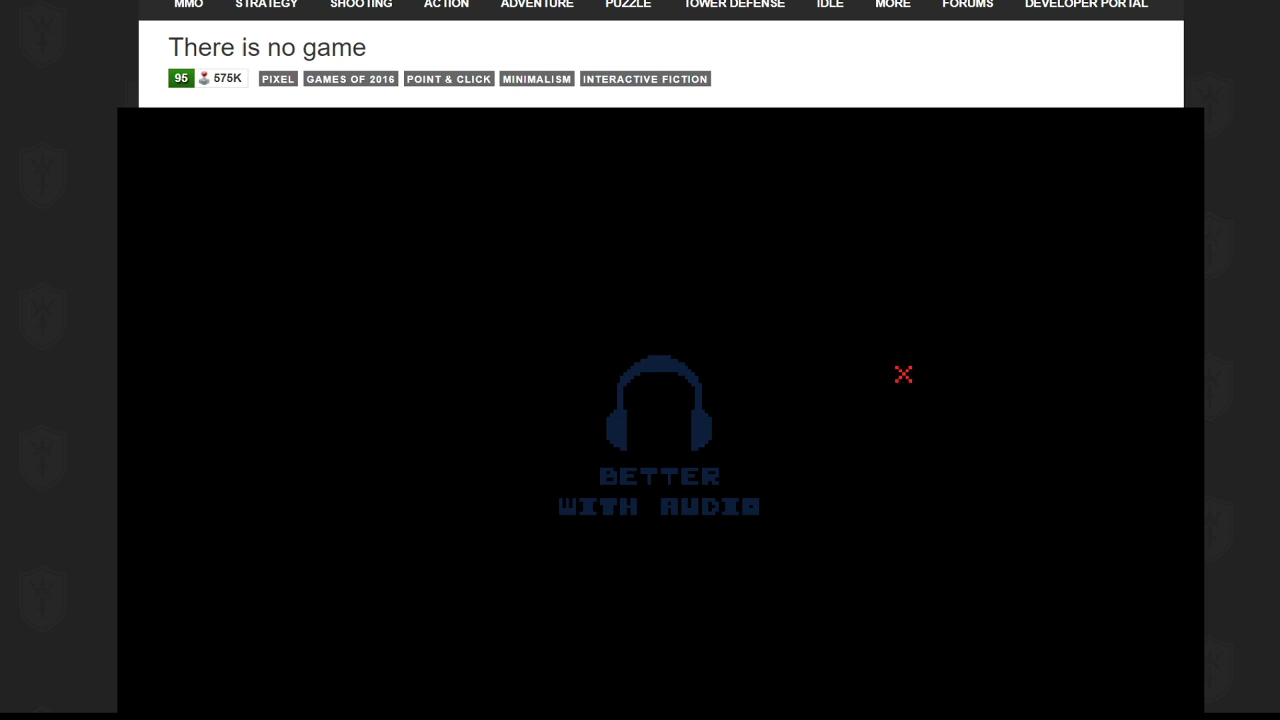 MMO STRATEGY SHOOTING ACTION ADVENTURE PUZZLE TOWER DEFENSE IDLE MORE FORUMS DEVELOPER PORTAL
There is no game
95 575K PIXEL GAMES OF 2016 POINT & CLICK MINIMALISM INTERACTIVE FICTION
BETTER
WITH AUDIO